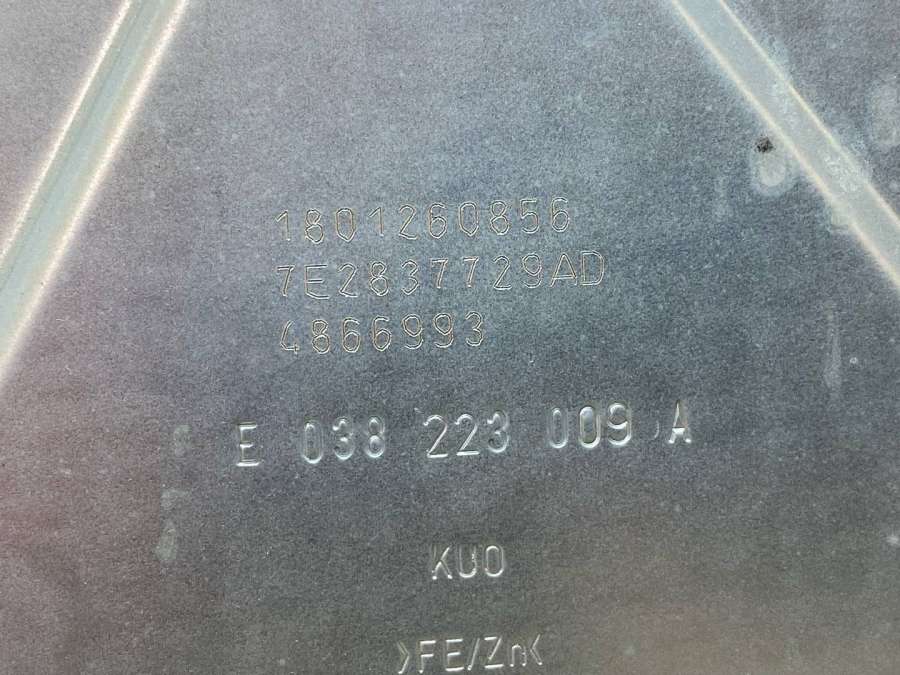 1801260856
7E2837729AD
4866993
E 038 223 009 A
KUO
>FE/Zn<